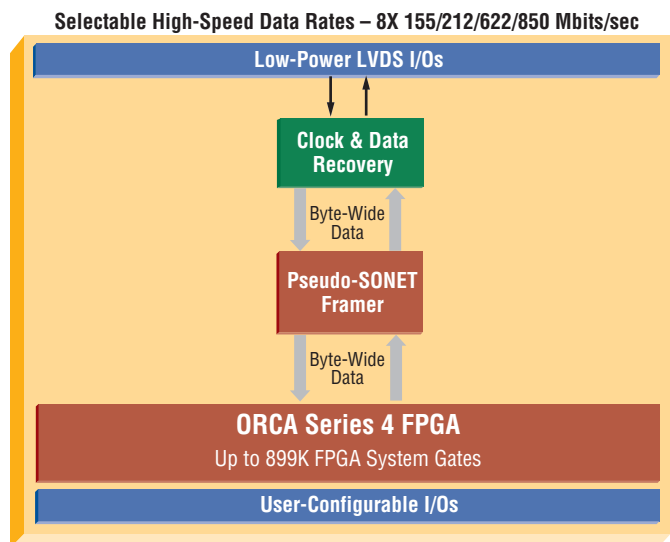 Selectable High-Speed Data Rates – 8X 155/212/622/850 Mbits/sec
Low-Power LVDS I/Os
Clock & Data
Recovery
Byte-Wide
Data
Pseudo-SONET
Framer
Byte-Wide
Data
ORCA Series 4 FPGA
Up to 899K FPGA System Gates
User-Configurable I/Os